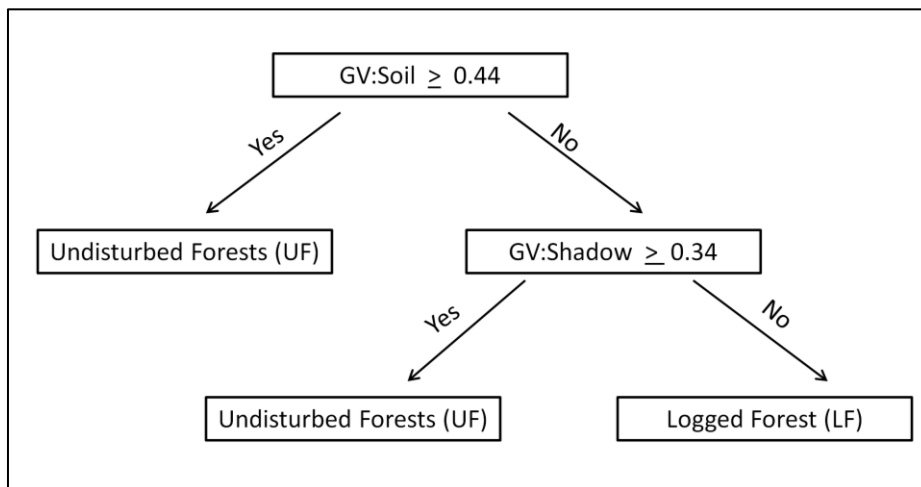 GV:Soil ≥ 0.44
Yes
No
Undisturbed Forests (UF)
GV:Shadow ≥ 0.34
Yes
No
Undisturbed Forests (UF)
Logged Forest (LF)